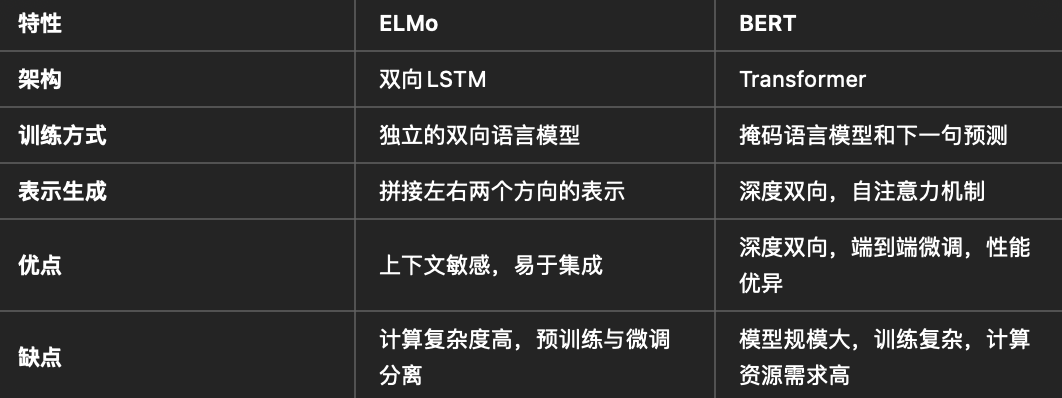 特性 ELMo BERT
架构 双向LSTM Transformer
训练方式 独立的双向语言模型 掩码语言模型和下一句预测
表示生成 拼接左右两个方向的表示 深度双向，自注意力机制
优点 上下文敏感，易于集成 深度双向，端到端微调，性能
优异
缺点 计算复杂度高，预训练与微调 模型规模大，训练复杂，计算
分离 资源需求高